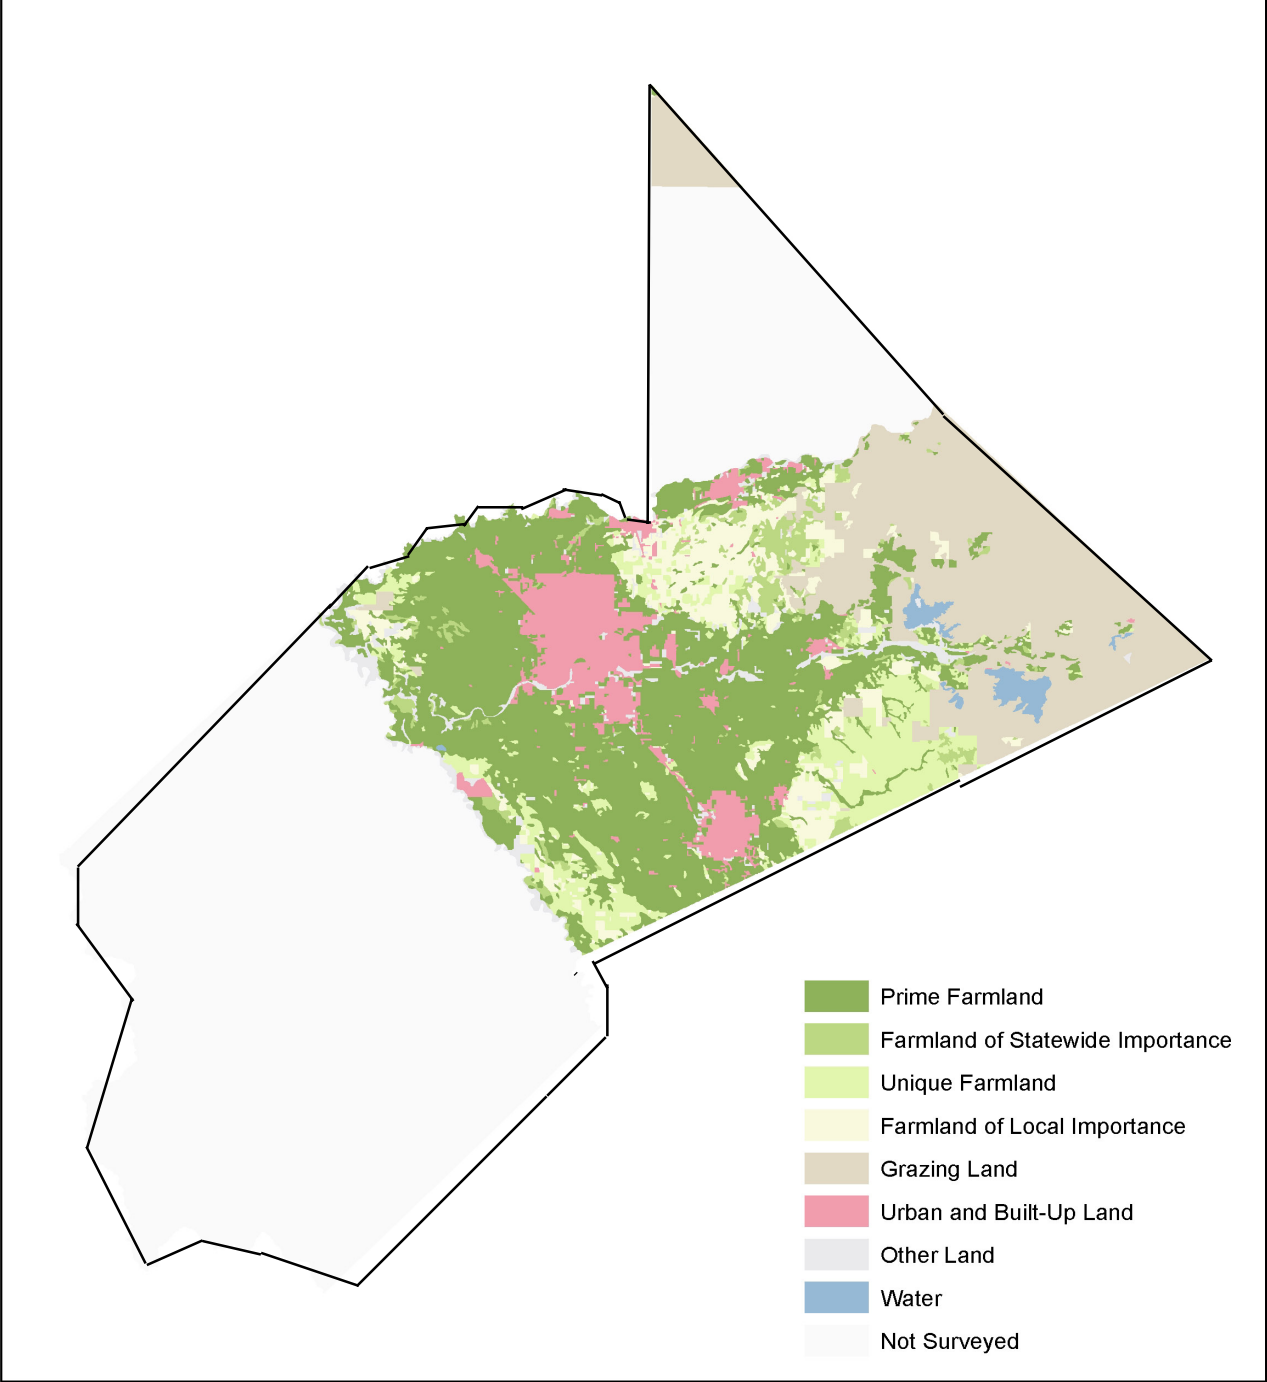 Prime Farmland
Farmland of Statewide Importance
Unique Farmland
Farmland of Local Importance
Grazing Land
Urban and Built-Up Land
Other Land
Water
Not Surveyed